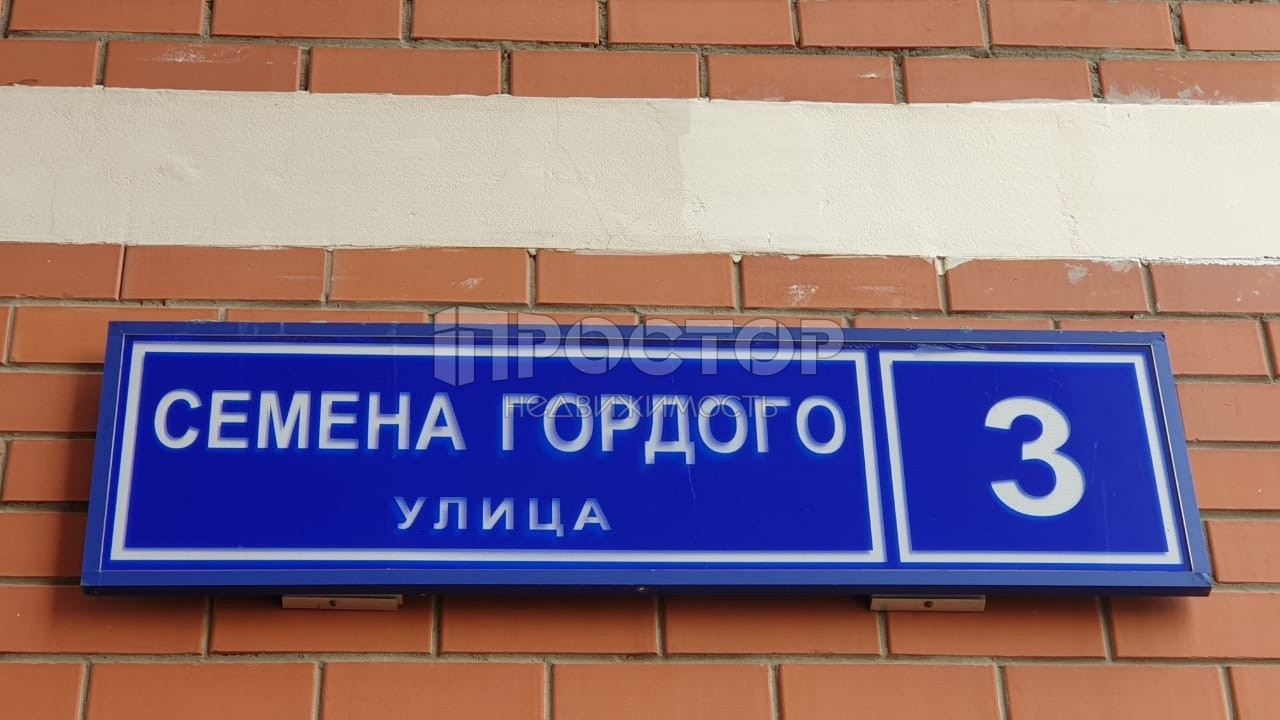 ПРОСТОР
недвижимость
СЕМЕНА ГОРДОГО
УЛИЦА
3